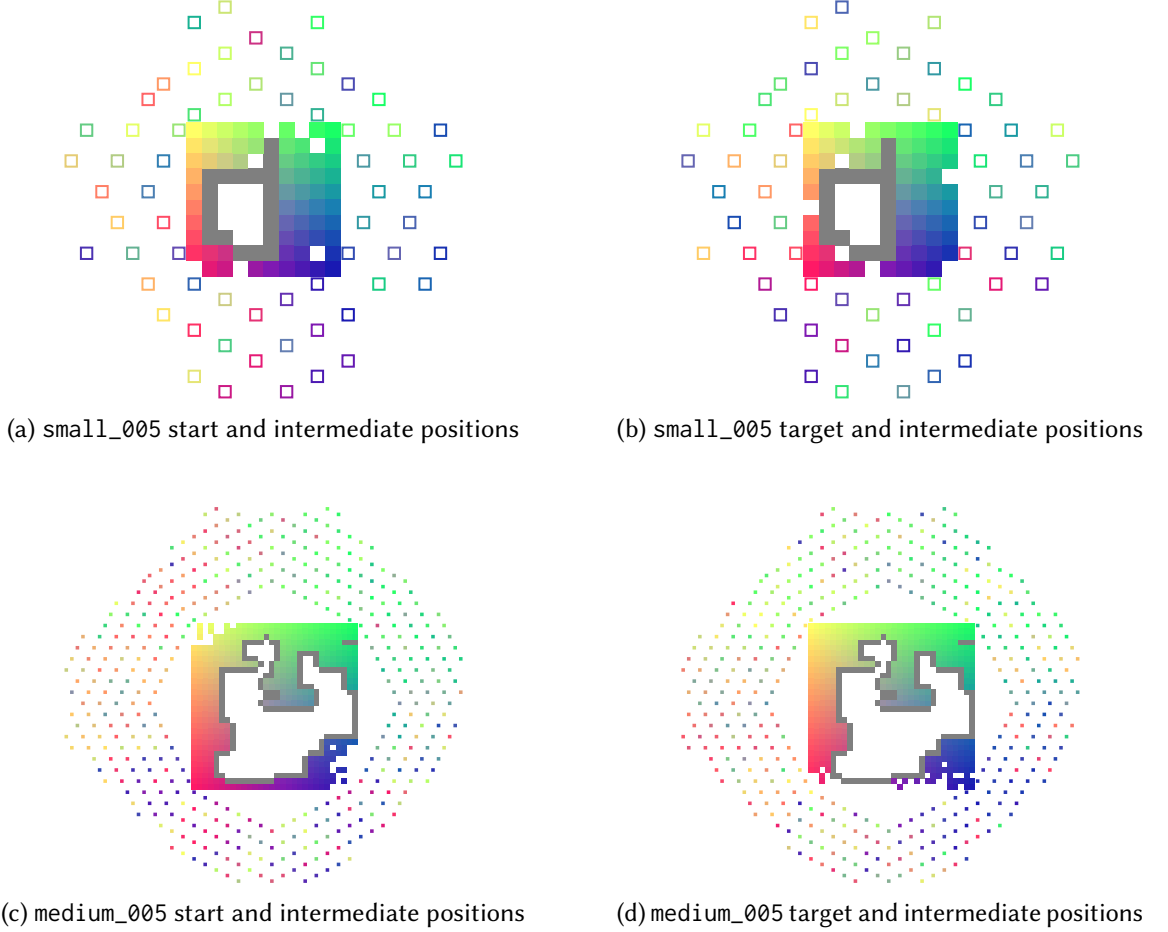 (a) small_005 start and intermediate positions
(b) small_005 target and intermediate positions
(c) medium_005 start and intermediate positions
(d) medium_005 target and intermediate positions